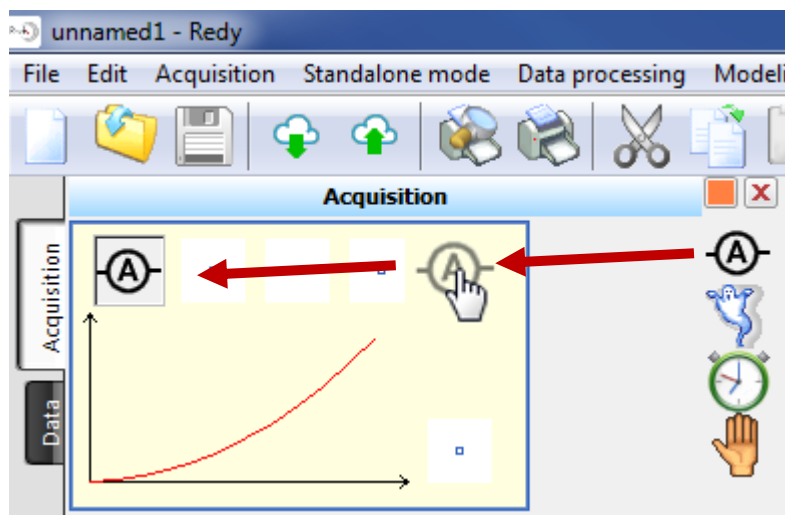 unnamed1 - Redy
File Edit Acquisition Standalone mode Data processing Modeli
Acquisition
Acquisition
Data
A
A
A